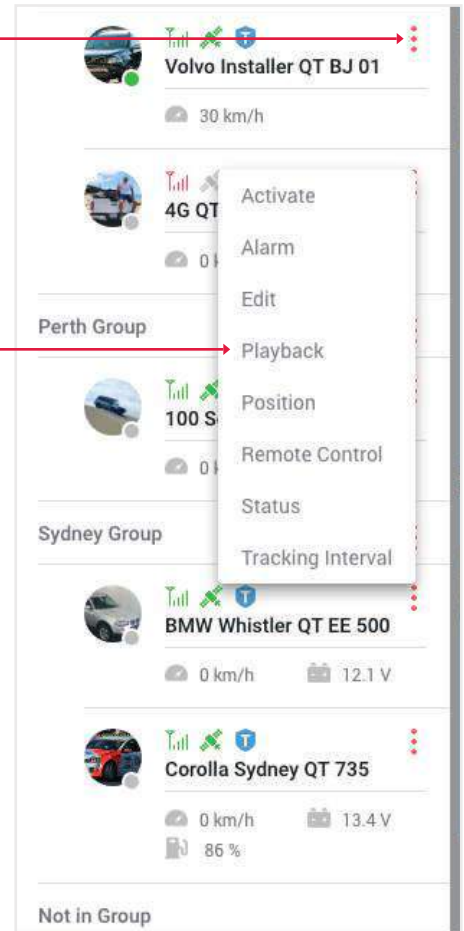 Volvo Installer QT BJ 01
30 km/h
4G QT
0
Activate
Alarm
Edit
Playback
Position
Remote Control
Status
Tracking Interval
Perth Group
100
0
Sydney Group
BMW Whistler QT EE 500
0 km/h 12.1 V
Corolla Sydney QT 735
0 km/h 13.4 V
86 %
Not in Group